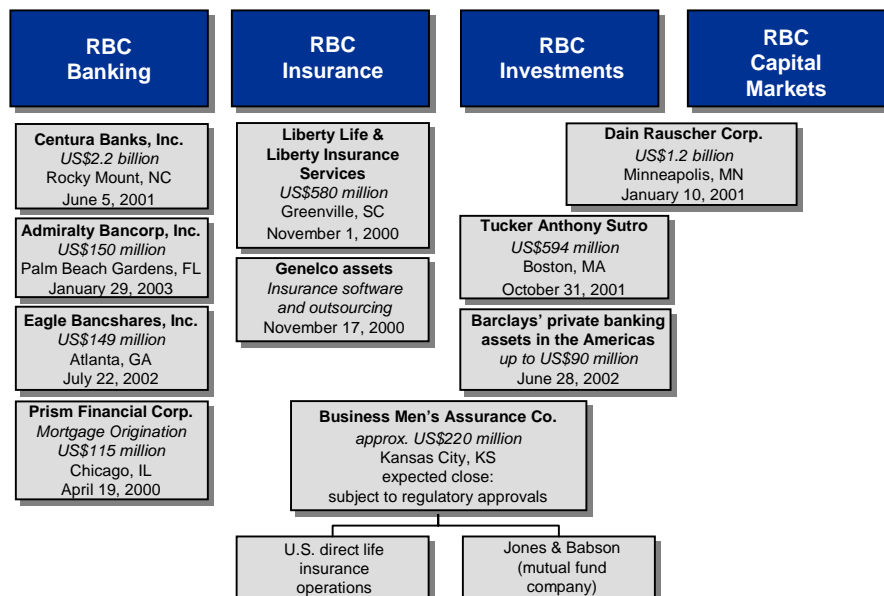 RBC
Banking
RBC
Insurance
RBC
Investments
RBC
Capital
Markets
Centura Banks, Inc.
US$2.2 billion
Rocky Mount, NC
June 5, 2001
Admiralty Bancorp, Inc.
US$150 million
Palm Beach Gardens, FL
January 29, 2003
Eagle Bancshares, Inc.
US$149 million
Atlanta, GA
July 22, 2002
Prism Financial Corp.
Mortgage Origination
US$115 million
Chicago, IL
April 19, 2000
Liberty Life &
Liberty Insurance
Services
US$580 million
Greenville, SC
November 1, 2000
Genelco assets
Insurance software
and outsourcing
November 17, 2000
Dain Rauscher Corp.
US$1.2 billion
Minneapolis, MN
January 10, 2001
Tucker Anthony Sutro
US$594 million
Boston, MA
October 31, 2001
Barclays' private banking
assets in the Americas
up to US$90 million
June 28, 2002
Business Men's Assurance Co.
approx. US$220 million
Kansas City, KS
expected close:
subject to regulatory approvals
U.S. direct life
insurance
operations
Jones & Babson
(mutual fund
company)